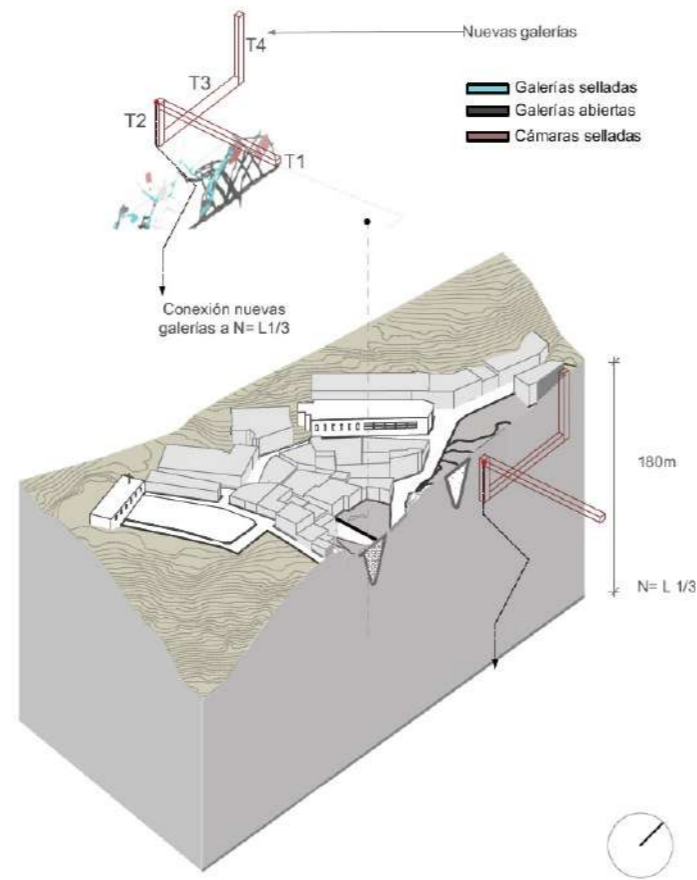 T4
Nuevas galerías
T3
T2
T1
Galerías selladas
Galerías abiertas
Cámaras selladas
Conexión nuevas
galerías a N= L1/3
180m
N= L 1/3